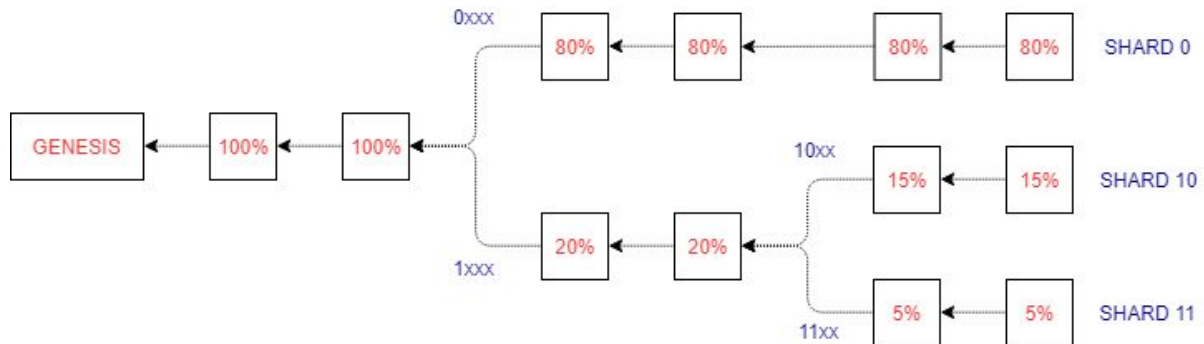 0xxx
80% 80% 80% 80% SHARD 0
GENESIS 100% 100%
10xx
15% 15% SHARD 10
20% 20%
1xxx
5% 5% SHARD 11
11xx